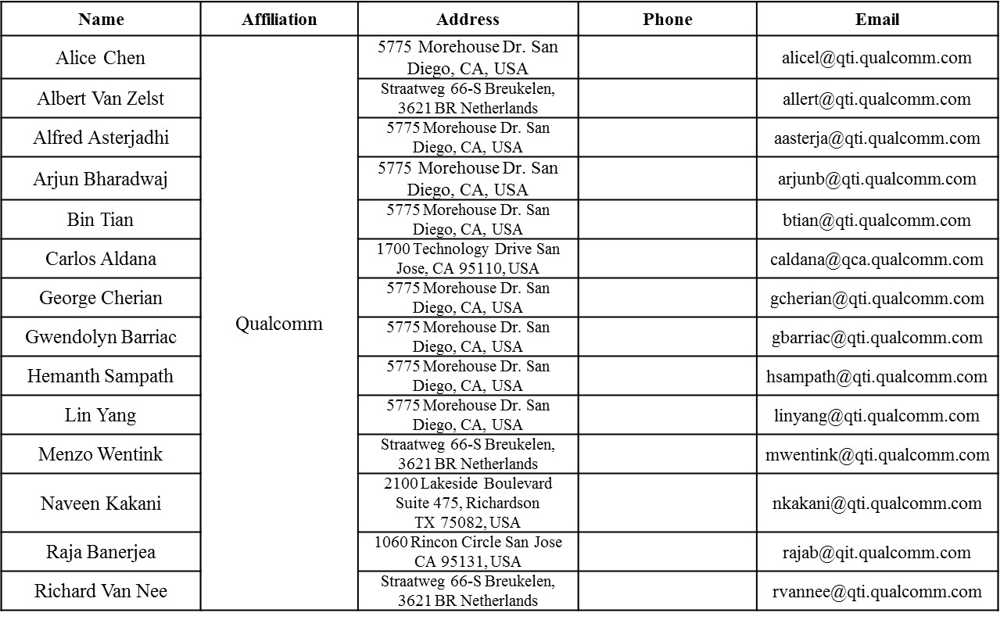 Name Affiliation Address Phone Email
Alice Chen
5775 Morehouse Dr. San
Diego, CA, USA
alicel@qti.qualcomm.com
Albert Van Zelst
Straatweg 66-S Breukelen,
3621 BR Netherlands
allert@qti.qualcomm.com
Alfred Asterjadhi
5775 Morehouse Dr. San
Diego, CA, USA
aasterja@qti.qualcomm.com
Arjun Bharadwaj
5775 Morehouse Dr. San
Diego, CA, USA
arjunb@qti.qualcomm.com
Bin Tian
5775 Morehouse Dr. San
Diego, CA, USA
btian@qti.qualcomm.com
Carlos Aldana
1700 Technology Drive San
Jose, CA 95110, USA
caldana@qca.qualcomm.com
George Cherian
5775 Morehouse Dr. San
Diego, CA, USA
gcherian@qti.qualcomm.com
Qualcomm
Gwendolyn Barriac
5775 Morehouse Dr. San
Diego, CA, USA
gbarriac@qti.qualcomm.com
Hemanth Sampath
5775 Morehouse Dr. San
Diego, CA, USA
hsampath@qti.qualcomm.com
Lin Yang
5775 Morehouse Dr. San
Diego, CA, USA
linyang@qti.qualcomm.com
Menzo Wentink
Straatweg 66-S Breukelen,
3621 BR Netherlands
mwentink@qti.qualcomm.com
Naveen Kakani
2100 Lakeside Boulevard
Suite 475, Richardson
TX 75082, USA
nkakani@qti.qualcomm.com
Raja Banerjea
1060 Rincon Circle San Jose
CA 95131, USA
rajab@qit.qualcomm.com
Richard Van Nee
Straatweg 66-S Breukelen,
3621 BR Netherlands
rvannee@qti.qualcomm.com